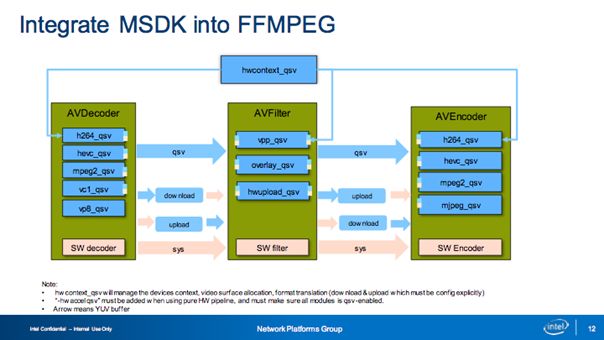 Integrate MSDK into FFMPEG
hwcontext_qsv
AVDecoder
h264_qsv
hevc_qsv
mpeg2_qsv
vc1_qsv
vp8_qsv
SW decoder
qsv
download
upload
sys
AVFilter
vpp_qsv
overlay_qsv
hwupload_qsv
SW filter
qsv
upload
download
sys
AVEncoder
h264_qsv
hevc_qsv
mpeg2_qsv
mjpeg_qsv
SW Encoder
Note:
• hwcontext_qsv will manage the devices context, video surface allocation, format translation (download & upload which must be config explicitly)
• "-hwaccel qsv" must be added when using pure HW pipeline, and must make sure all modules is qsv-enabled.
• Arrow means YUV buffer
Intel Confidential – Internal Use Only
Network Platforms Group
intel
12